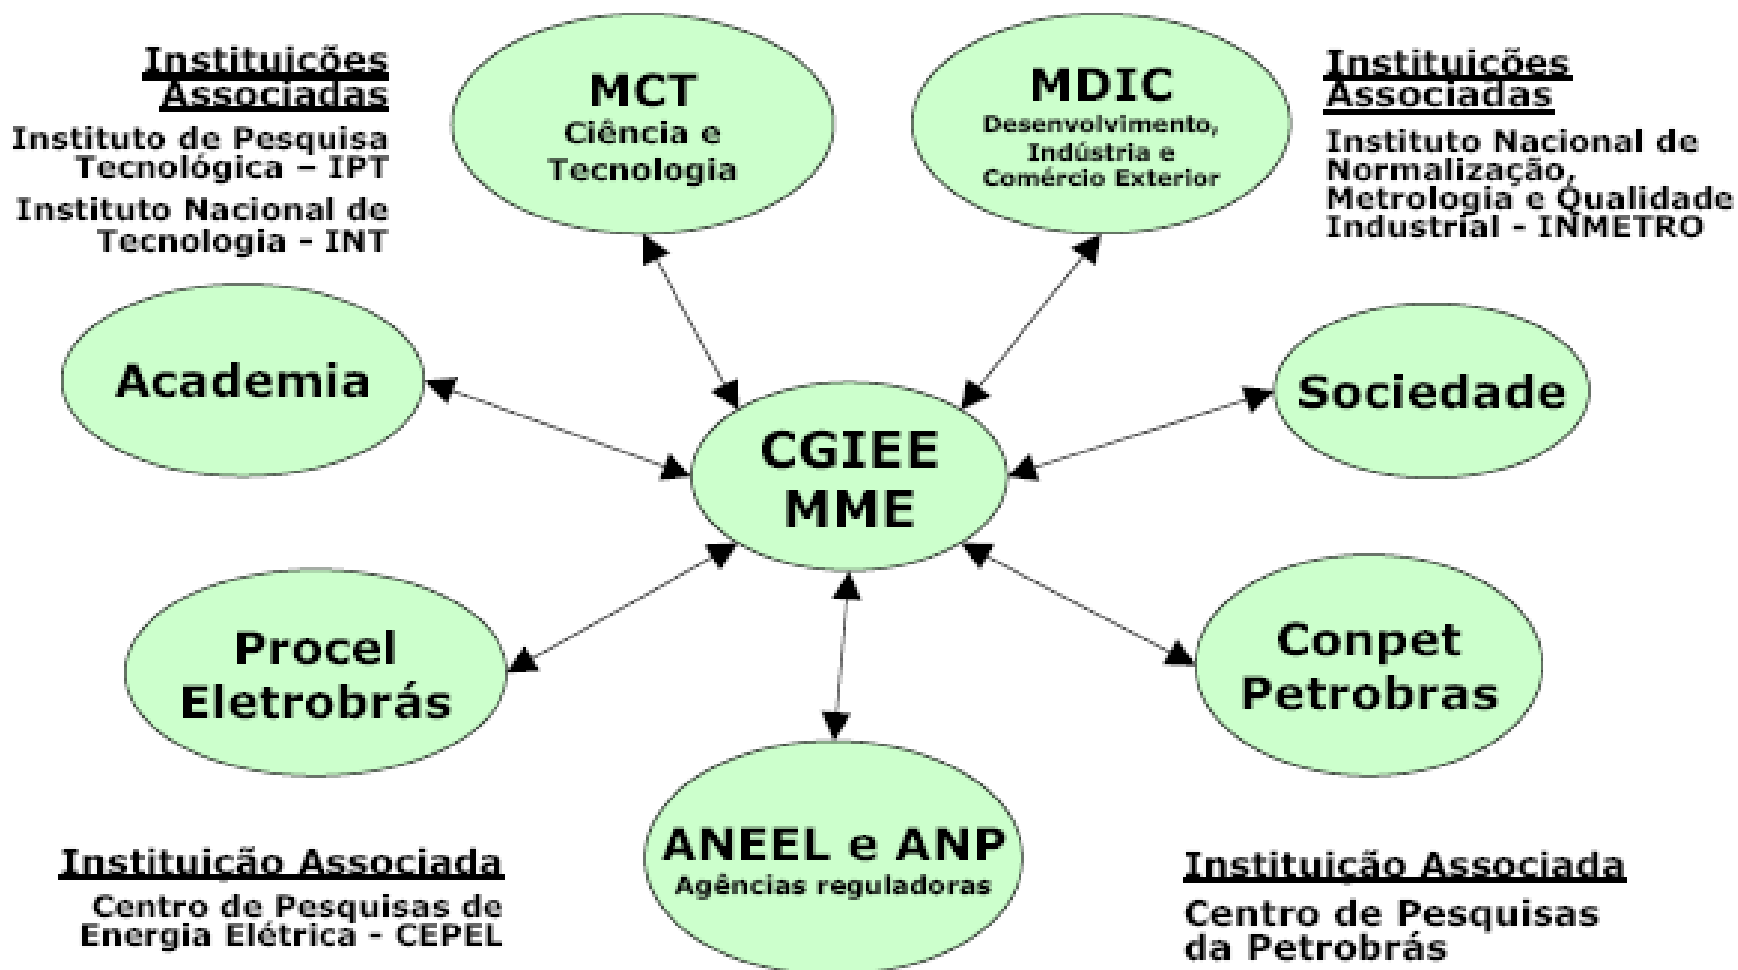 Instituições
Associadas
Instituto de Pesquisa
Tecnológica – IPT
Instituto Nacional de
Tecnologia - INT
MCT
Ciência e
Tecnologia
MDIC
Desenvolvimento,
Indústria e
Comércio Exterior
Instituições
Associadas
Instituto Nacional de
Normalização,
Metrologia e Qualidade
Industrial - INMETRO
Academia
Sociedade
CGIEE
MME
Procel
Eletrobrás
Conpet
Petrobras
ANEEL e ANP
Agências reguladoras
Instituição Associada
Centro de Pesquisas de
Energia Elétrica - CEPEL
Instituição Associada
Centro de Pesquisas
da Petrobrás